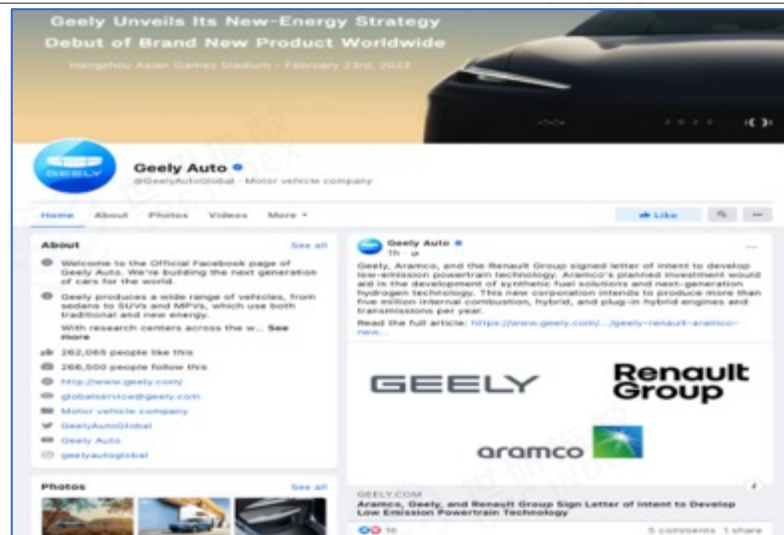 Geely Unveils Its New-Energy Strategy
Debut of Brand New Product Worldwide
Hangzhou Asian Games Stadium - February 23rd, 2023
GEELY
Geely Auto
@GeelyAutoGlobal · Motor vehicle company
Home About Photos Videos More
Like
About See all
Welcome to the Official Facebook page of
Geely Auto. We're building the next generation
of cars for the world.
Geely produces a wide range of vehicles, from
sedans to SUVs and MPVs, which use both
traditional and new energy.
With research centers across the w... See
more
262,065 people like this
266,500 people follow this
http://www.geely.com/
globalservice@geely.com
Motor vehicle company
GeelyAutoGlobal
Geely Auto
geelyautoglobal
Photos See all
Geely Auto
1h
Geely, Aramco, and the Renault Group signed letter of intent to develop
low-emission powertrain technology. Aramco's planned investment would
aid in the development of synthetic fuel solutions and next-generation
hydrogen technology. This new corporation intends to produce more than
five million internal combustion, hybrid, and plug-in hybrid engines and
transmissions per year.
Read the full article: https://www.geely.com/.../geely-renault-aramco-
new...
GEELY
Renault
Group
aramco
GEELY.COM
Aramco, Geely, and Renault Group Sign Letter of Intent to Develop
Low Emission Powertrain Technology
16 5 comments 1 share